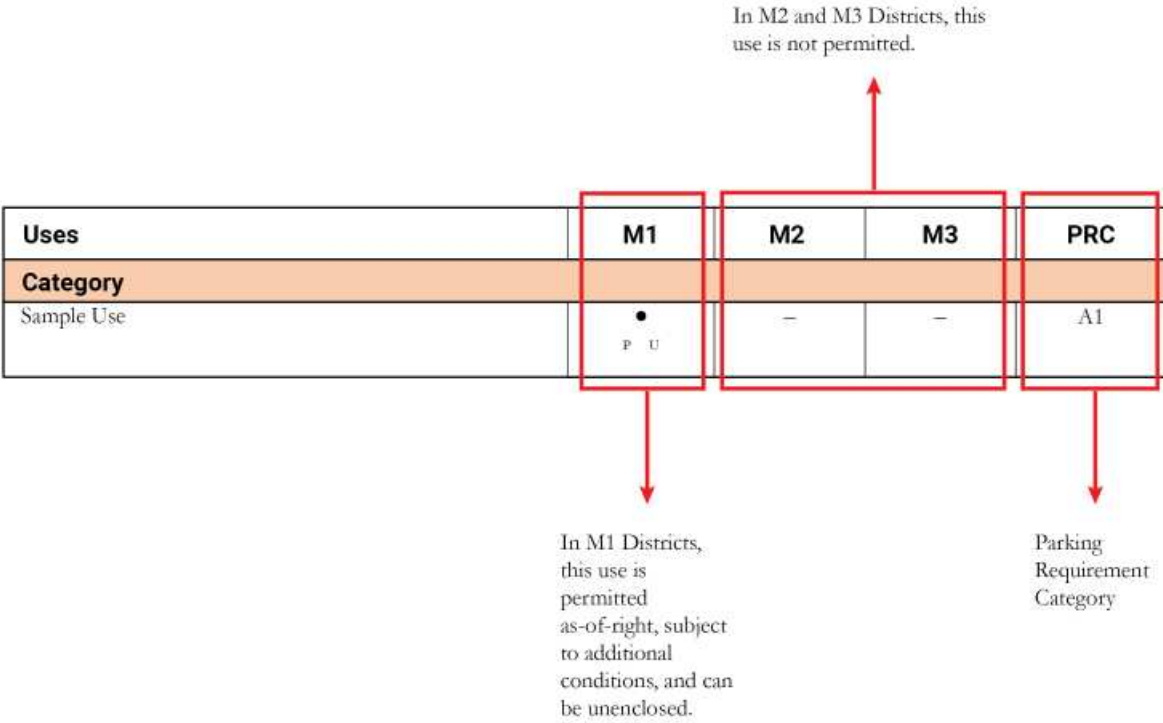 In M2 and M3 Districts, this
use is not permitted.
Uses M1 M2 M3 PRC
Category
Sample Use ● – – A1
P U
In M1 Districts,
this use is
permitted
as-of-right, subject
to additional
conditions, and can
be unenclosed.
Parking
Requirement
Category